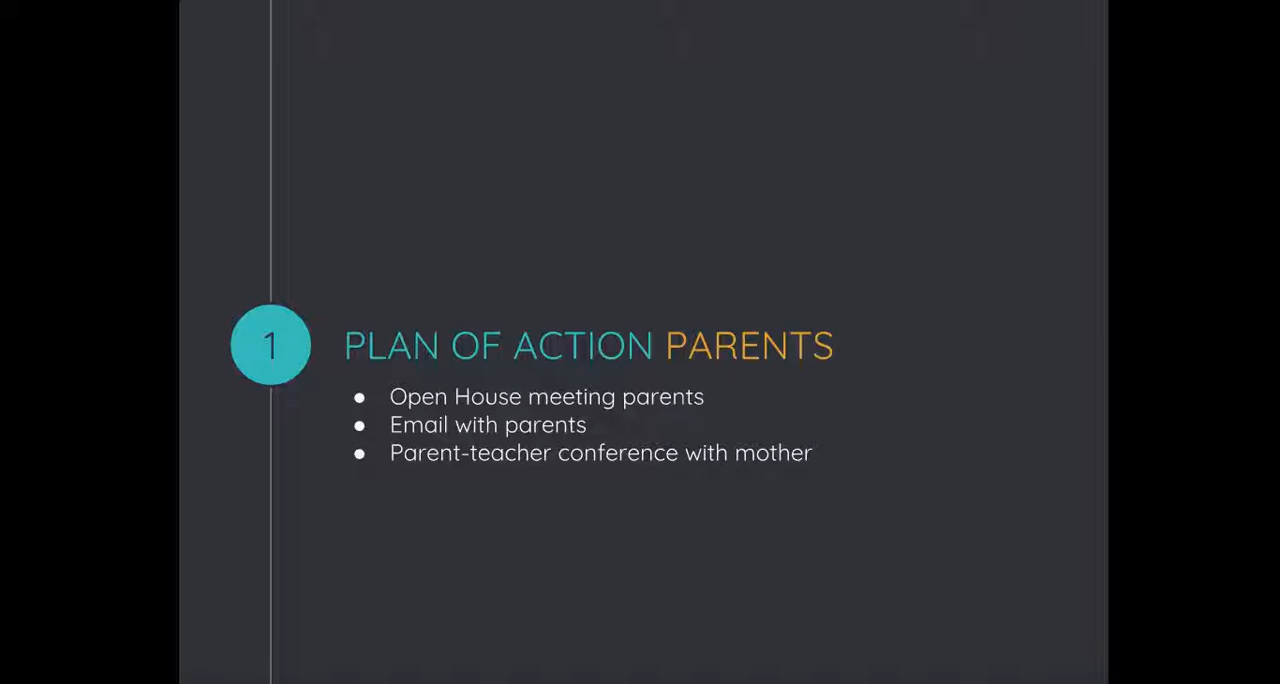 1
PLAN OF ACTION PARENTS
● Open House meeting parents
● Email with parents
● Parent-teacher conference with mother